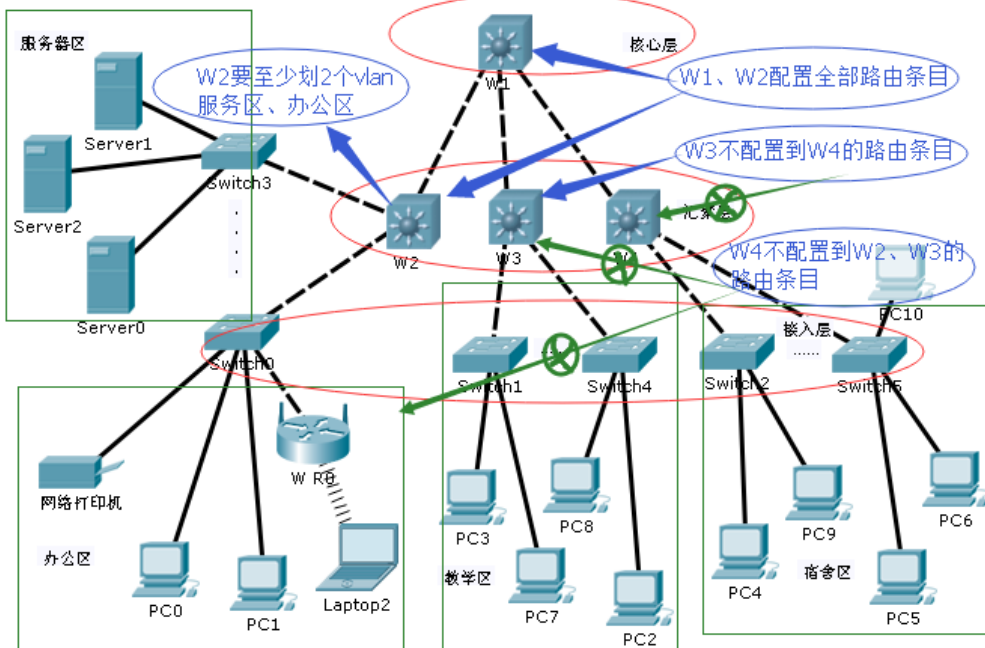 服务器区
核心层
W1
W2要至少划2个vlan
服务区、办公区
W1、W2配置全部路由条目
Server1
Switch3
W3不配置到W4的路由条目
Server2
汇聚层
W2
W3
W4不配置到W2、W3的
路由条目
Server0
PC10
接入层
......
Switch0
Switch1
Switch4
Switch2
Switch5
网络打印机
W R0
PC3
PC8
PC9
PC6
办公区
PC0
PC1
Laptop2
教学区
PC7
PC2
PC4
宿舍区
PC5